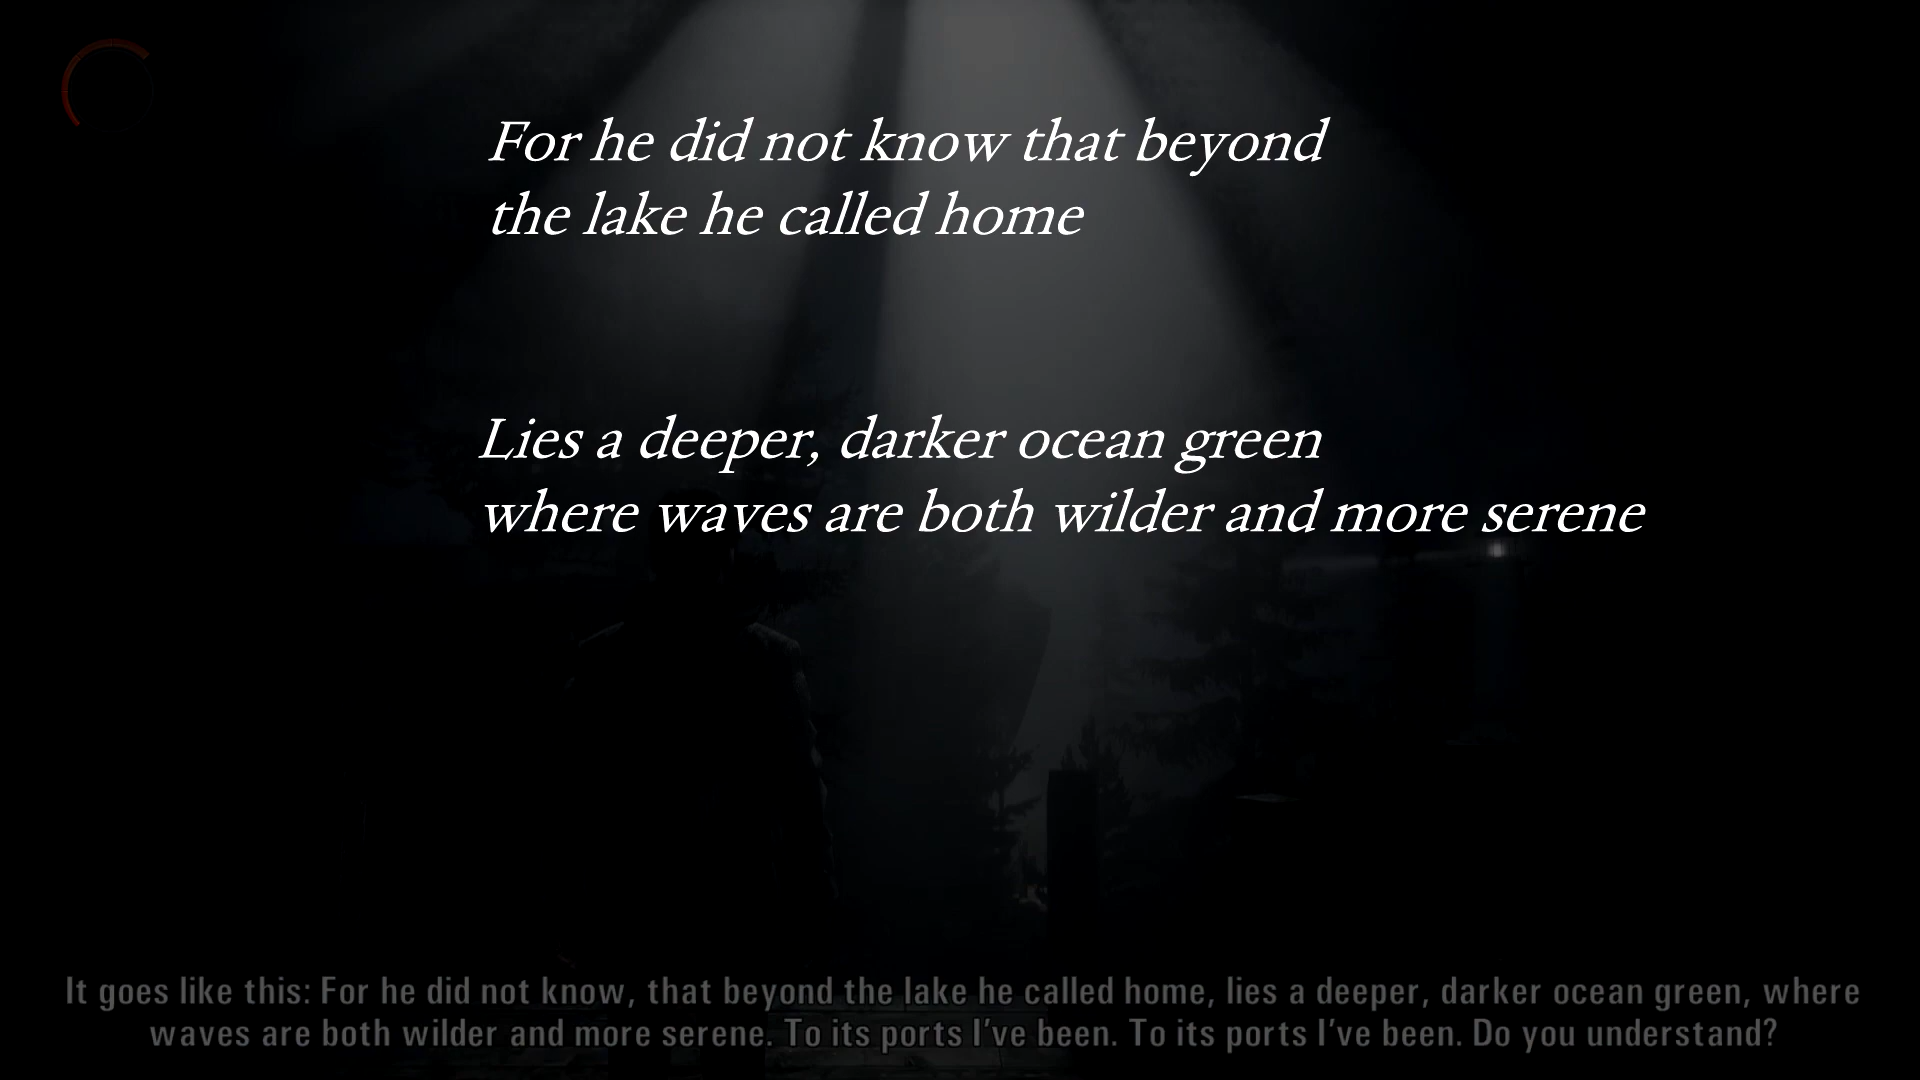 For he did not know that beyond
the lake he called home
Lies a deeper, darker ocean green
where waves are both wilder and more serene
It goes like this: For he did not know, that beyond the lake he called home, lies a deeper, darker ocean green, where
waves are both wilder and more serene. To its ports I've been. To its ports I've been. Do you understand?